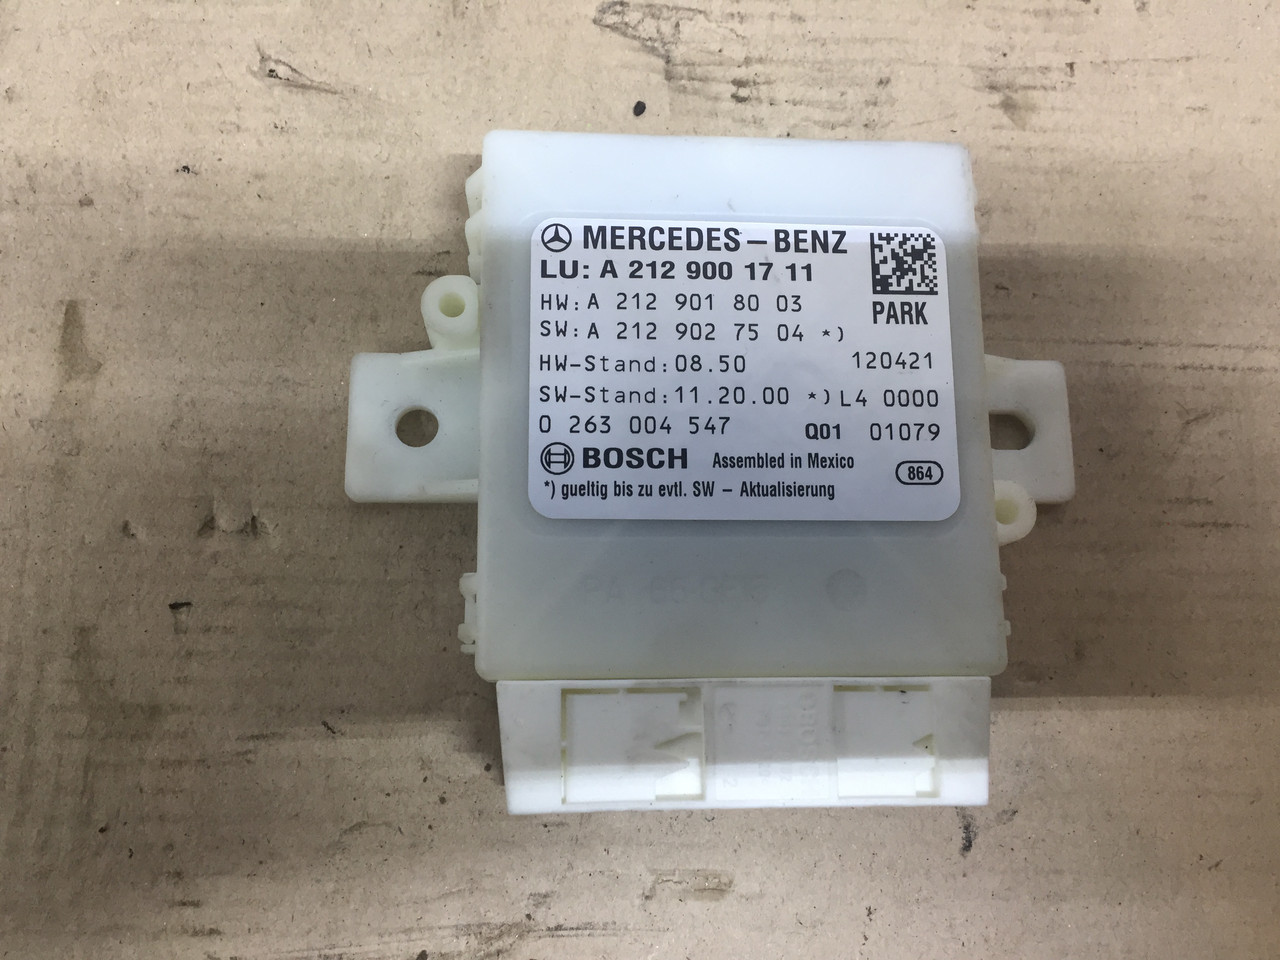 MERCEDES-BENZ
LU: A 212 900 17 11
HW: A 212 901 80 03
PARK
SW: A 212 902 75 04 *)
HW-Stand: 08.50 120421
SW-Stand: 11.20.00 *) L4 0000
0 263 004 547 Q01 01079
BOSCH Assembled in Mexico 864
*) gueltig bis zu evtl. SW - Aktualisierung